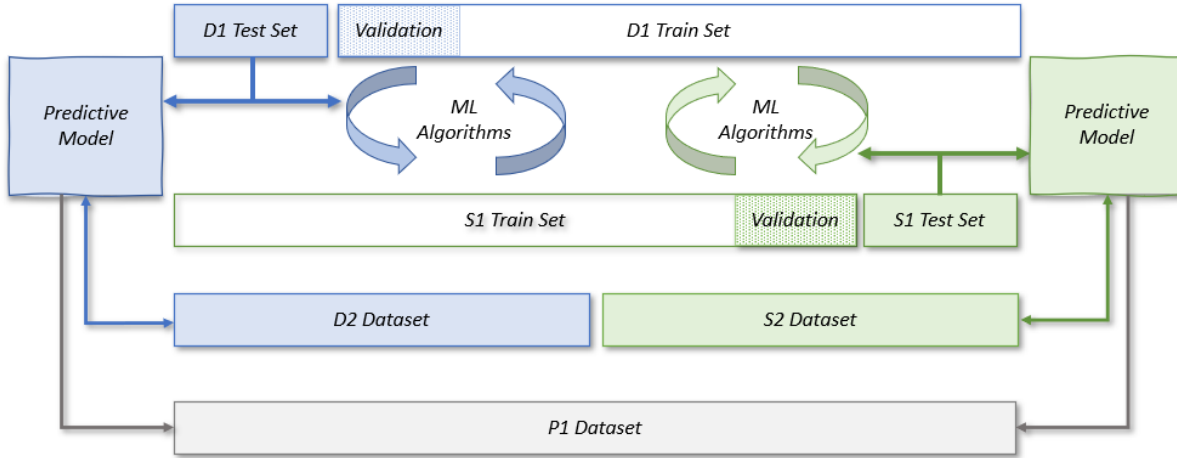 D1 Test Set
Validation
D1 Train Set
Predictive
Model
ML
Algorithms
ML
Algorithms
Predictive
Model
S1 Train Set
Validation
S1 Test Set
D2 Dataset
S2 Dataset
P1 Dataset